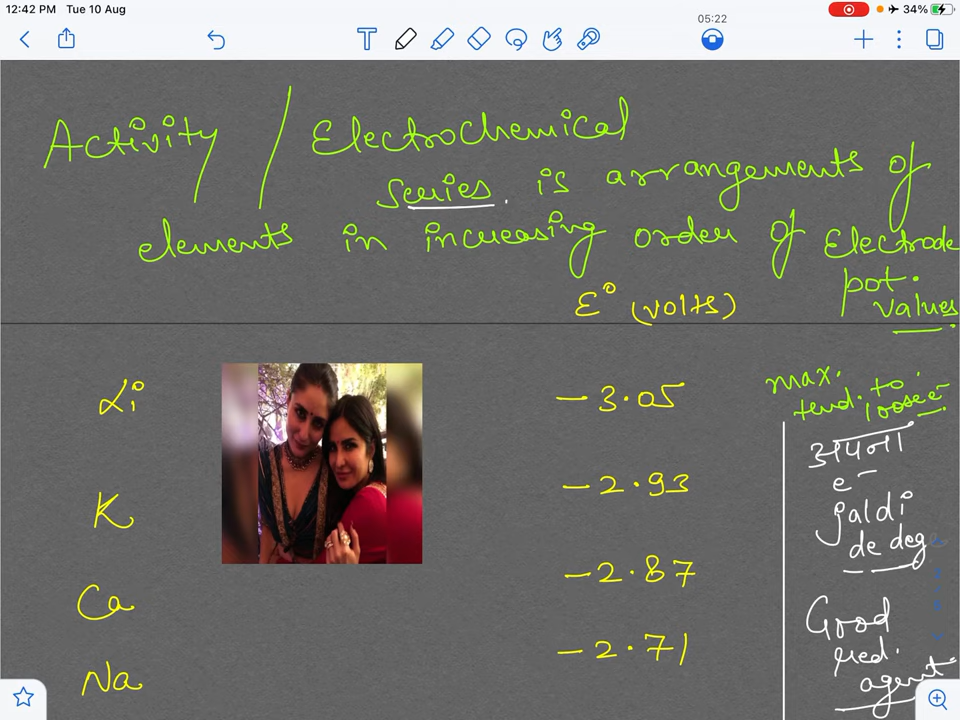 12:42 PM Tue 10 Aug
34%
05:22
Activity / Electrochemical
series. is arrangements of
elements in increasing order of Electrode
pot.
values.
E° (volts)
Li -3.05 max.
tend. to
loose e-
K -2.93 अपना
e-
jaldi
de dege
Ca -2.87
Na -2.71 Good
red.
agent